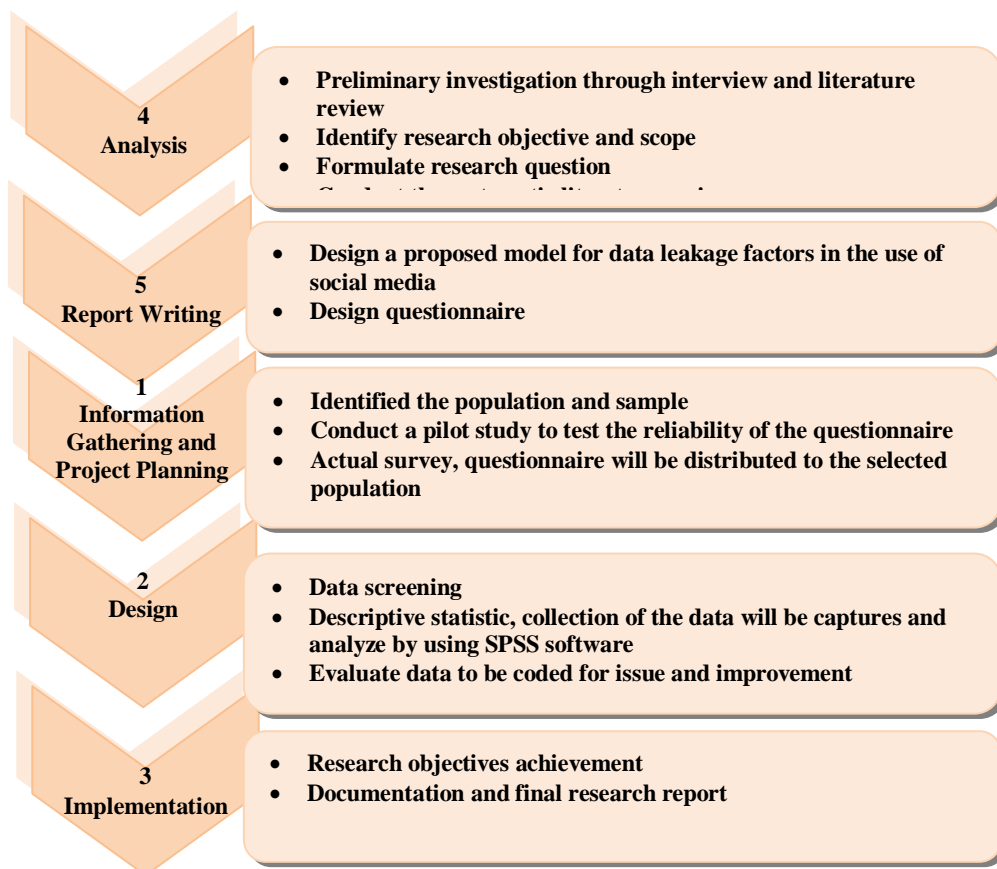 4
Analysis
• Preliminary investigation through interview and literature
review
• Identify research objective and scope
• Formulate research question
5
Report Writing
• Design a proposed model for data leakage factors in the use of
social media
• Design questionnaire
1
Information
Gathering and
Project Planning
• Identified the population and sample
• Conduct a pilot study to test the reliability of the questionnaire
• Actual survey, questionnaire will be distributed to the selected
population
2
Design
• Data screening
• Descriptive statistic, collection of the data will be captures and
analyze by using SPSS software
• Evaluate data to be coded for issue and improvement
3
Implementation
• Research objectives achievement
• Documentation and final research report